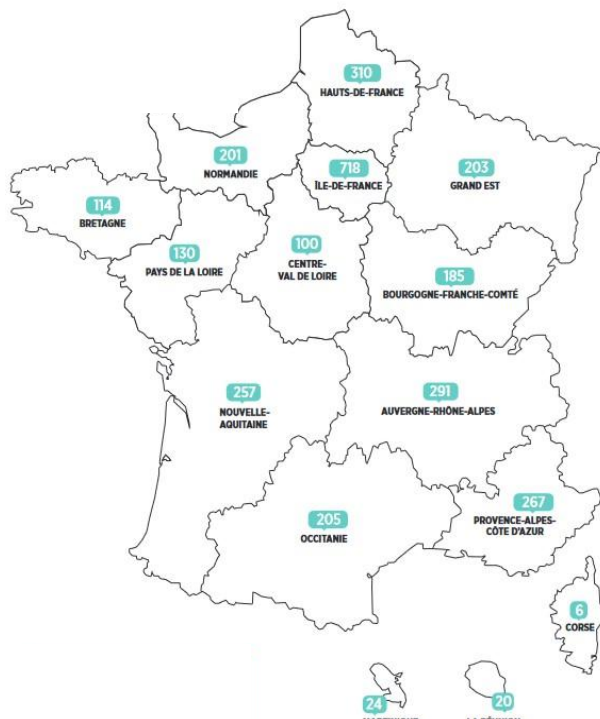 310
HAUTS-DE-FRANCE
201
NORMANDIE
718
ÎLE-DE-FRANCE
203
GRAND EST
114
BRETAGNE
130
PAYS DE LA LOIRE
100
CENTRE-
VAL DE LOIRE
185
BOURGOGNE-FRANCHE-COMTÉ
257
NOUVELLE-
AQUITAINE
291
AUVERGNE-RHÔNE-ALPES
205
OCCITANIE
267
PROVENCE-ALPES-
CÔTE D'AZUR
6
CORSE
24
20